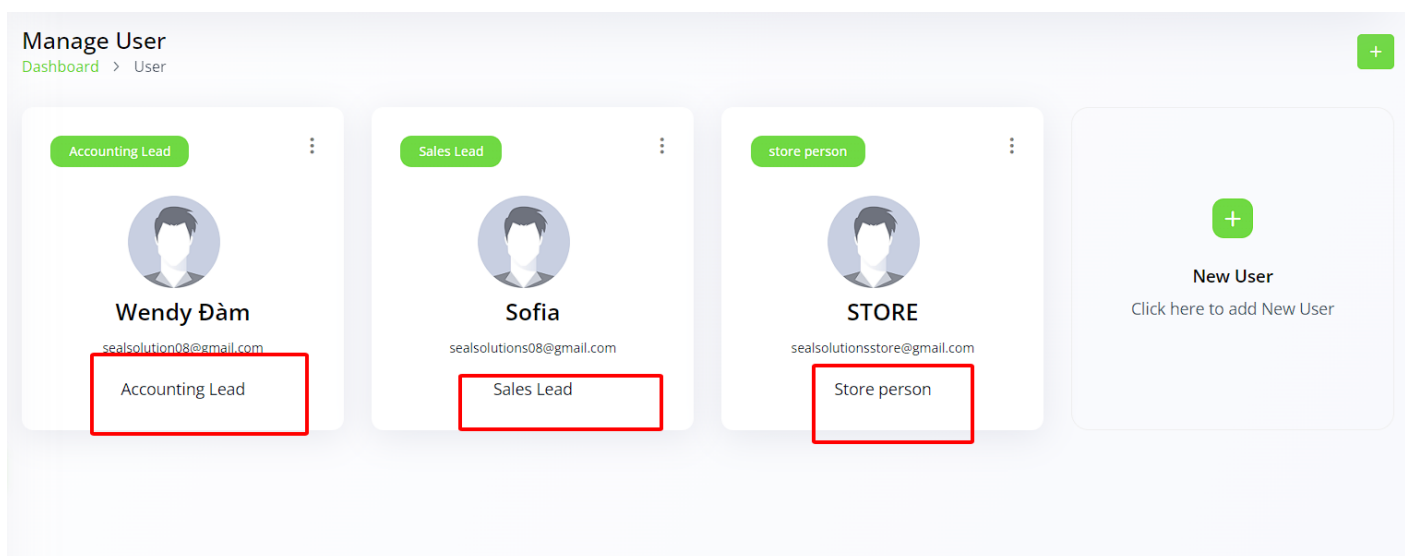 Manage User
Dashboard > User
+
Accounting Lead
Wendy Đàm
sealsolution08@gmail.com
Accounting Lead
Sales Lead
Sofia
sealsolutions08@gmail.com
Sales Lead
store person
STORE
sealsolutionsstore@gmail.com
Store person
+
New User
Click here to add New User